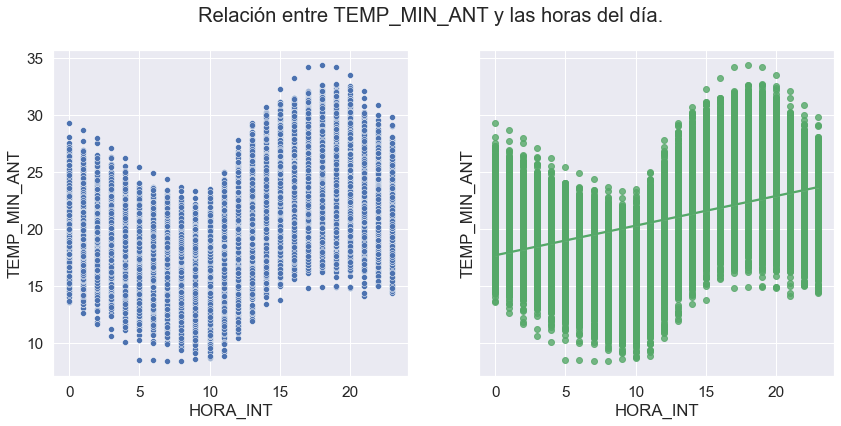 Relación entre TEMP_MIN_ANT y las horas del día.
35
30
25
20
15
10
TEMP_MIN_ANT
0 5 10 15 20
HORA_INT
TEMP_MIN_ANT
0 5 10 15 20
HORA_INT